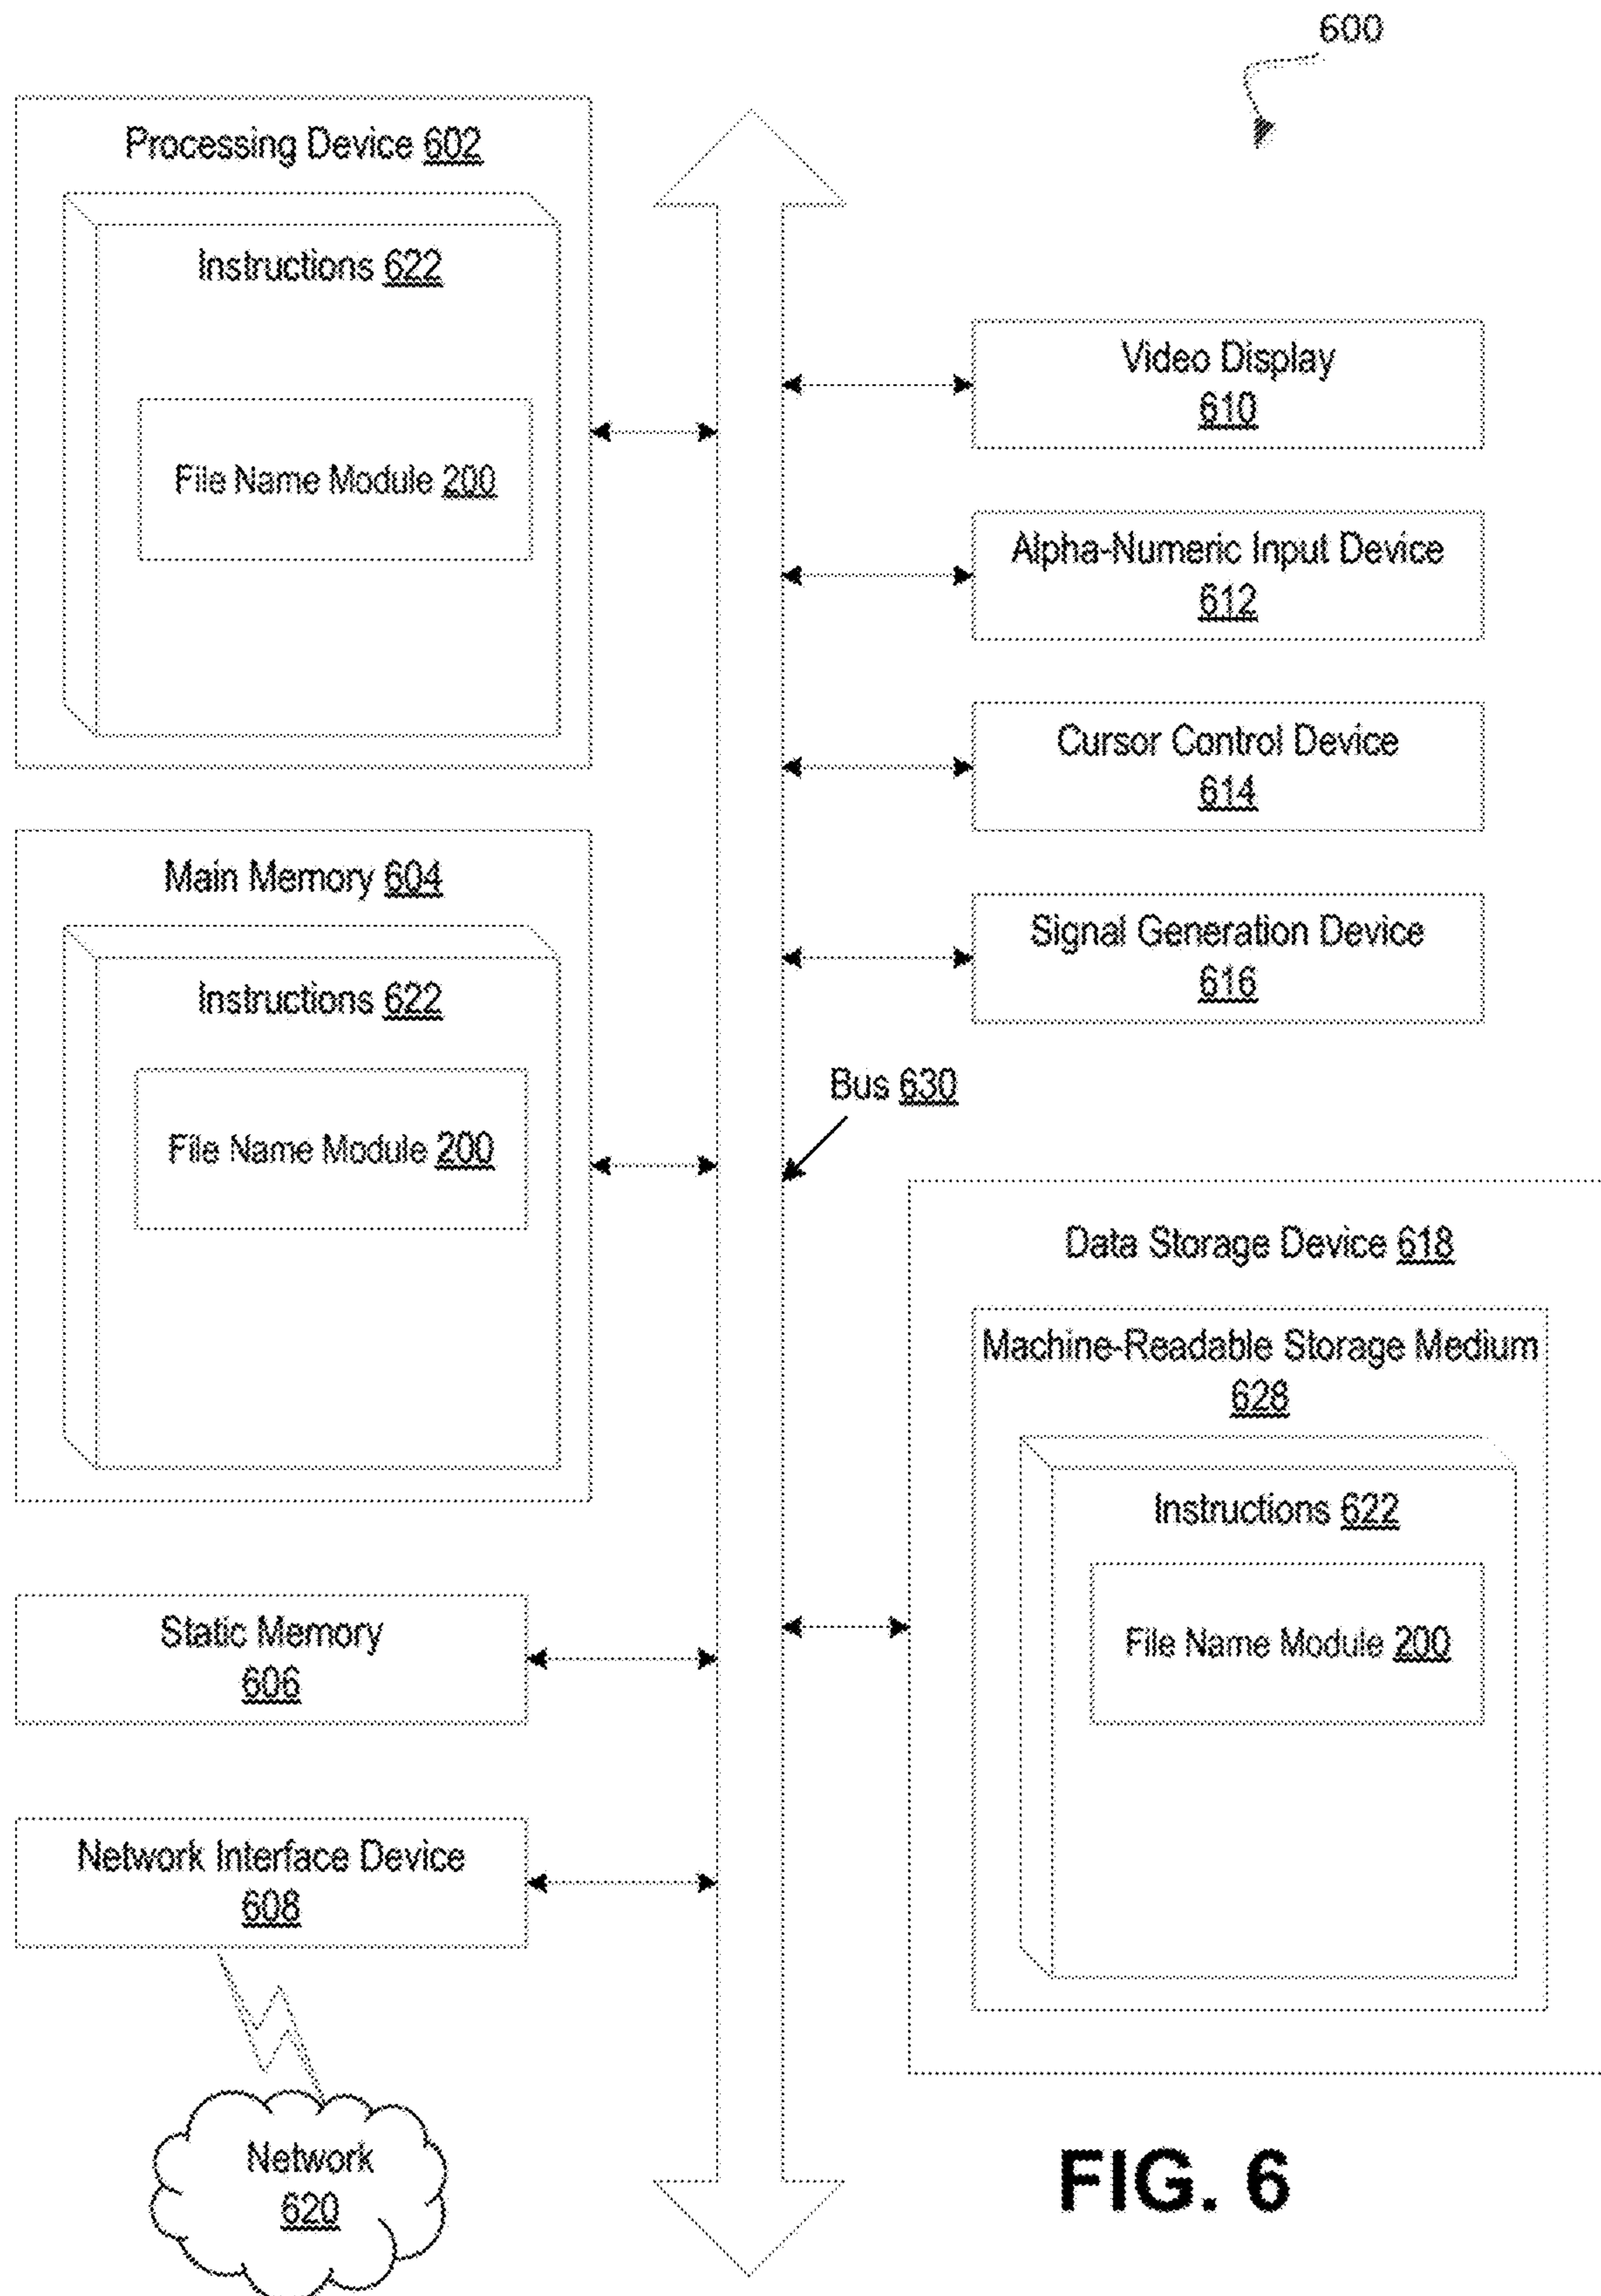 600
Processing Device 602
Instructions 622
File Name Module 200
Main Memory 604
Instructions 622
File Name Module 200
Static Memory
606
Network Interface Device
608
Network
620
Video Display
610
Alpha-Numeric Input Device
612
Cursor Control Device
614
Signal Generation Device
616
Bus 630
Data Storage Device 618
Machine-Readable Storage Medium
628
Instructions 622
File Name Module 200
FIG. 6